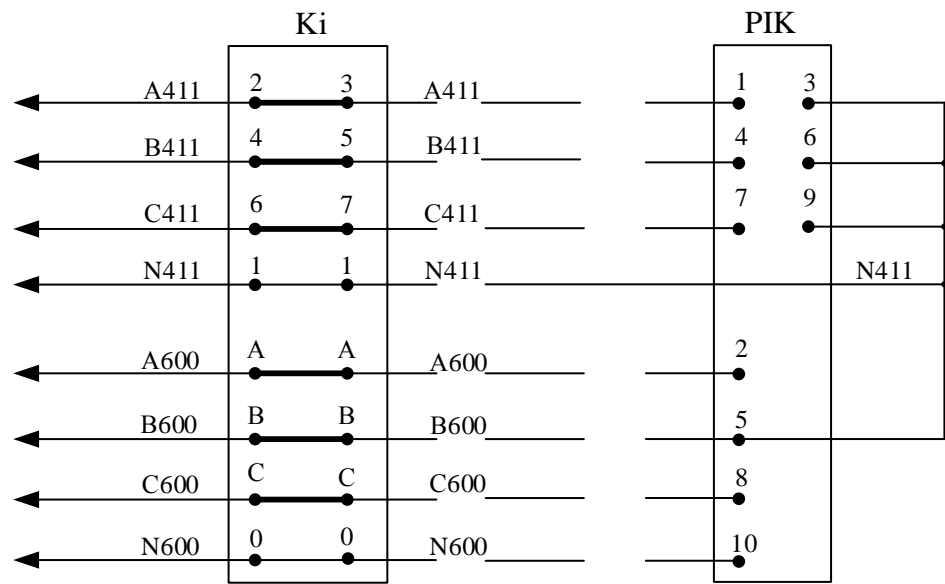 Ki PIK
A411 2 3 A411 1 3
B411 4 5 B411 4 6
C411 6 7 C411 7 9
N411 1 1 N411 N411
A600 A A A600 2
B600 B B B600 5
C600 C C C600 8
N600 0 0 N600 10